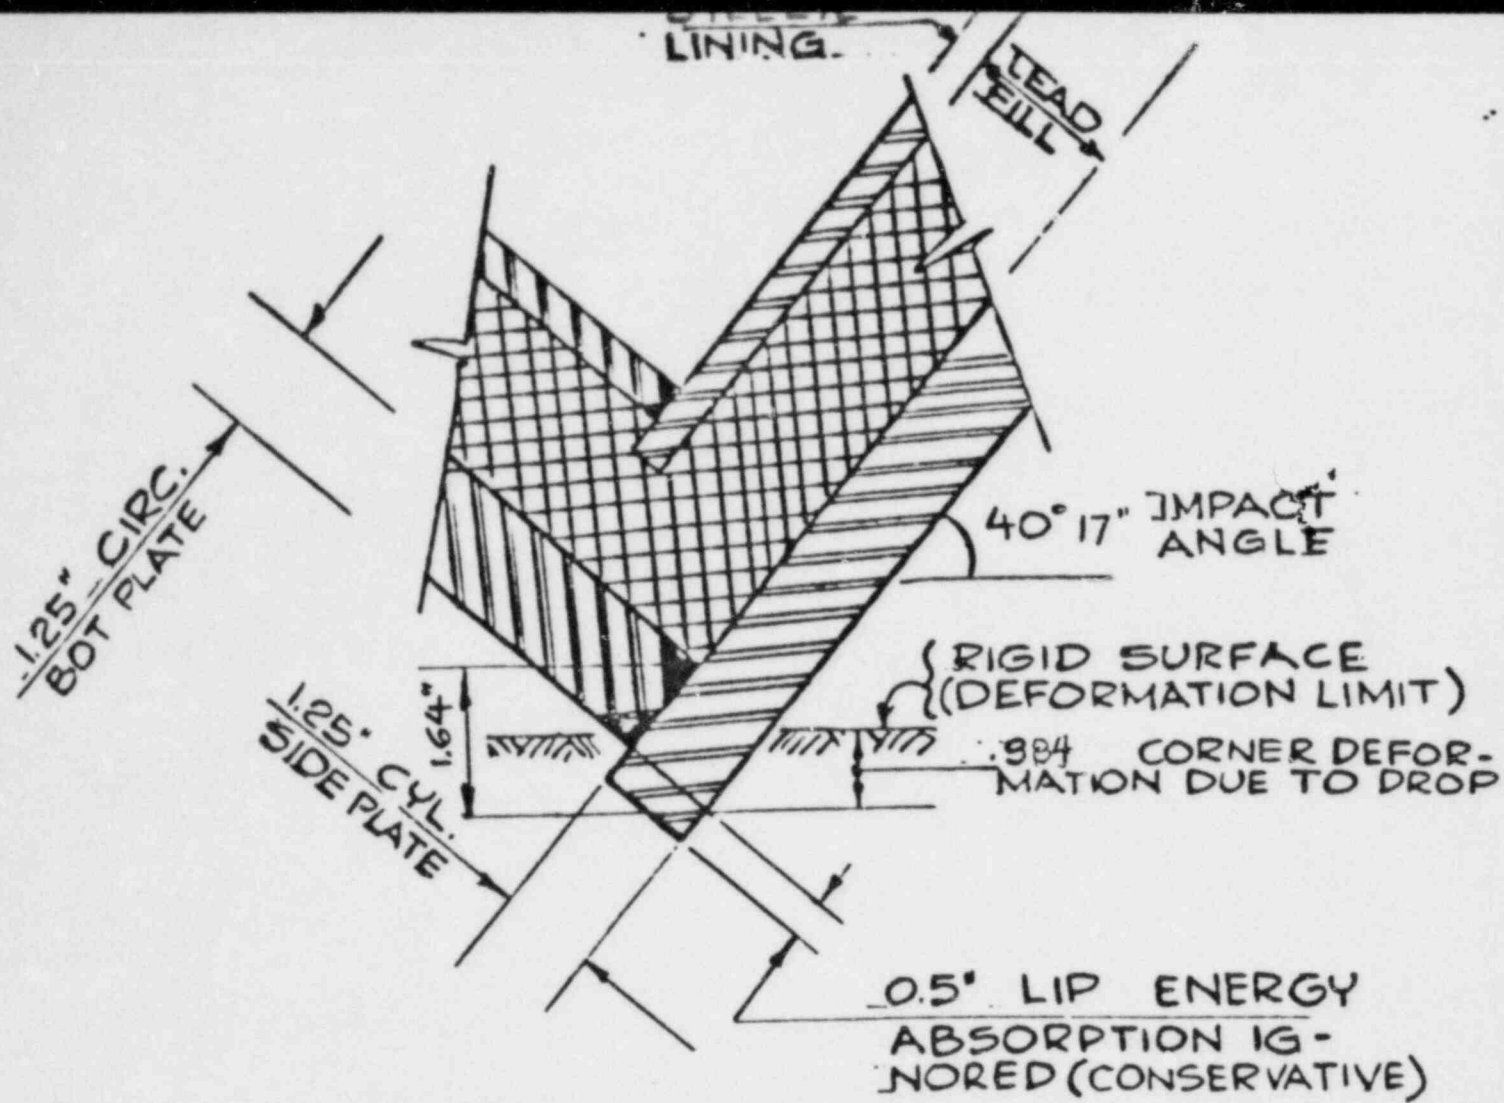 LINING.
LEAD
FILL
1.25" CIRC.
BOT PLATE
40° 17" IMPACT
ANGLE
RIGID SURFACE
(DEFORMATION LIMIT)
1.64"
1.25" CYL.
SIDE PLATE
.984 CORNER DEFOR-
MATION DUE TO DROP
0.5" LIP ENERGY
ABSORPTION IG-
NORED (CONSERVATIVE)